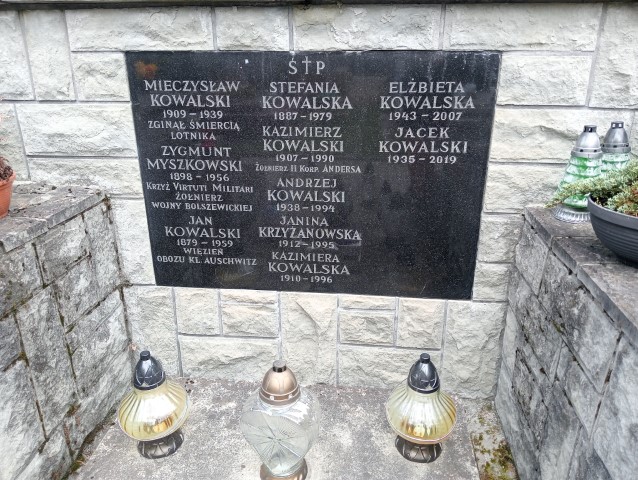 Ś†P
MIECZYSŁAW
KOWALSKI
1909 - 1939
ZGINĄŁ ŚMIERCIĄ
LOTNIKA
ZYGMUNT
MYSZKOWSKI
1898 - 1956
KRZYŻ VIRTUTI MILITARI
ŻOŁNIERZ
WOJNY BOLSZEWICKIEJ
JAN
KOWALSKI
1879 - 1959
WIĘZIEŃ
OBOZU KL. AUSCHWITZ
STEFANIA
KOWALSKA
1887 - 1979
KAZIMIERZ
KOWALSKI
1907 - 1990
ŻOŁNIERZ II KORP. ANDERSA
ANDRZEJ
KOWALSKI
1938 - 1994
JANINA
KRZYŻANOWSKA
1912 - 1995
KAZIMIERA
KOWALSKA
1910 - 1996
ELŻBIETA
KOWALSKA
1943 - 2007
JACEK
KOWALSKI
1935 - 2019